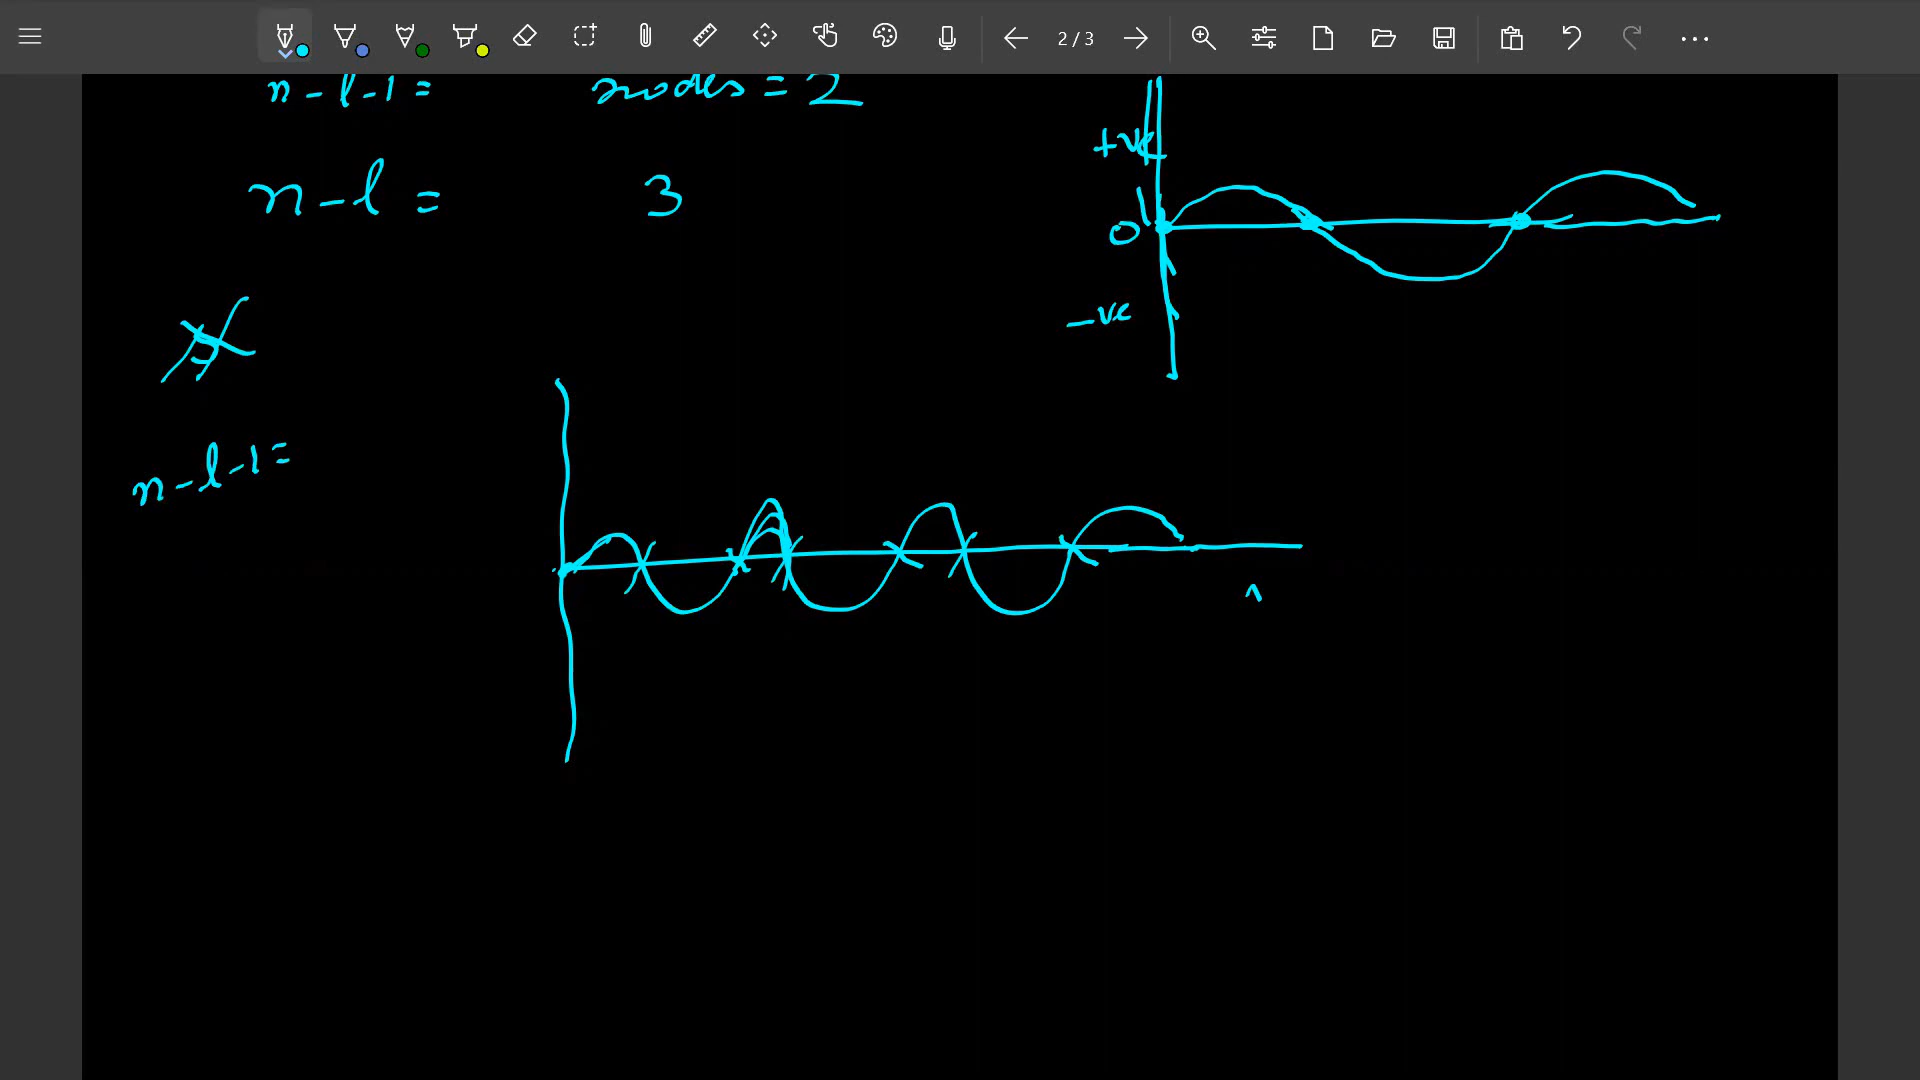 2 / 3
n - l - 1 = nodes = 2
n - l = 3
+ve
0
-ve
n - l - 1 =